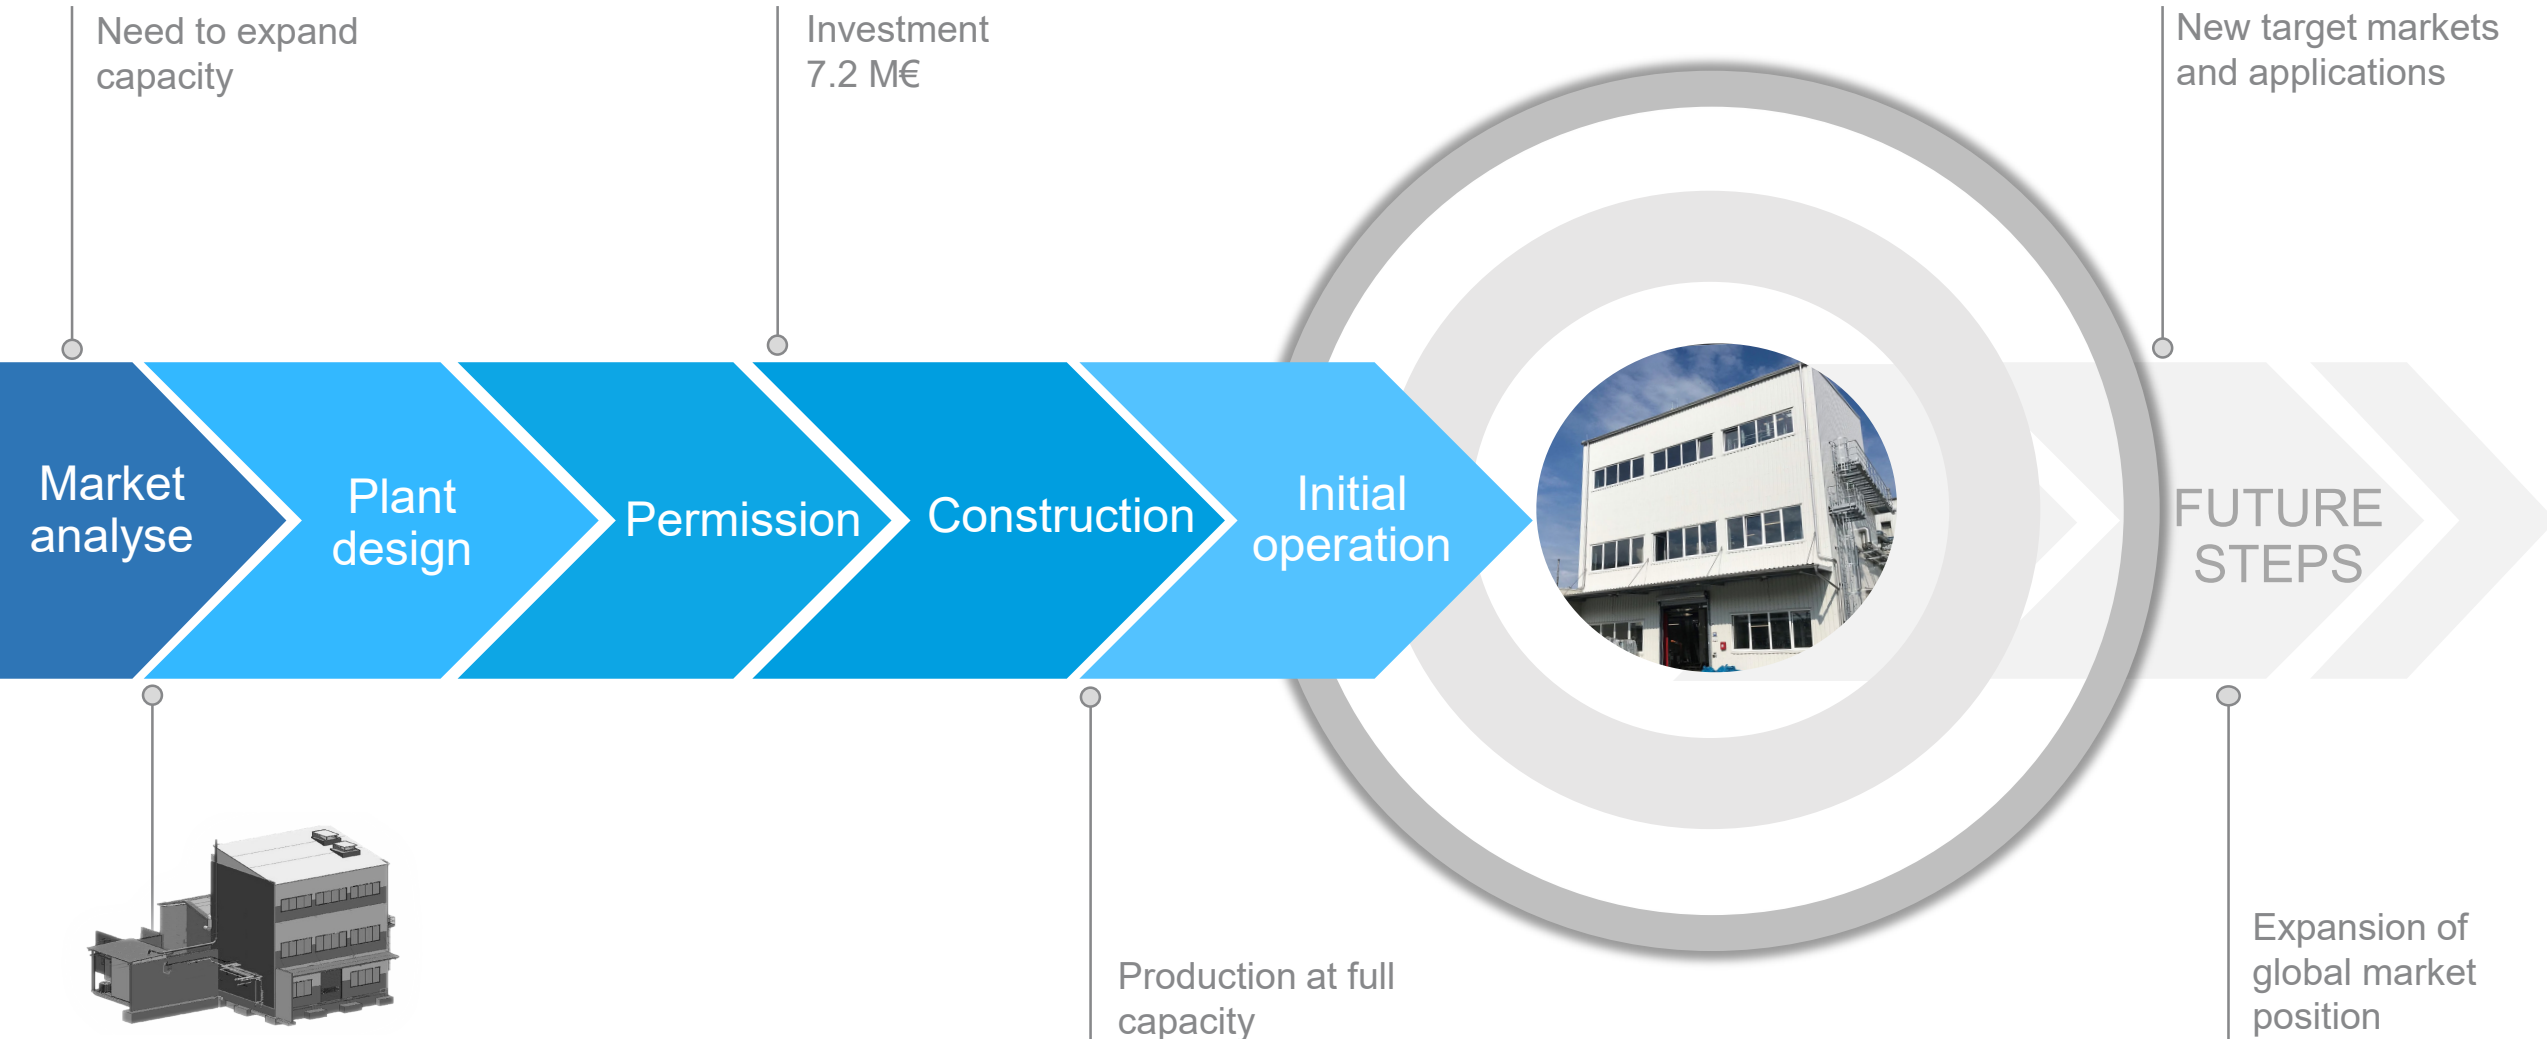 Need to expand
capacity
Investment
7.2 M€
New target markets
and applications
Market
analyse
Plant
design
Permission
Construction
Initial
operation
FUTURE
STEPS
Production at full
capacity
Expansion of
global market
position